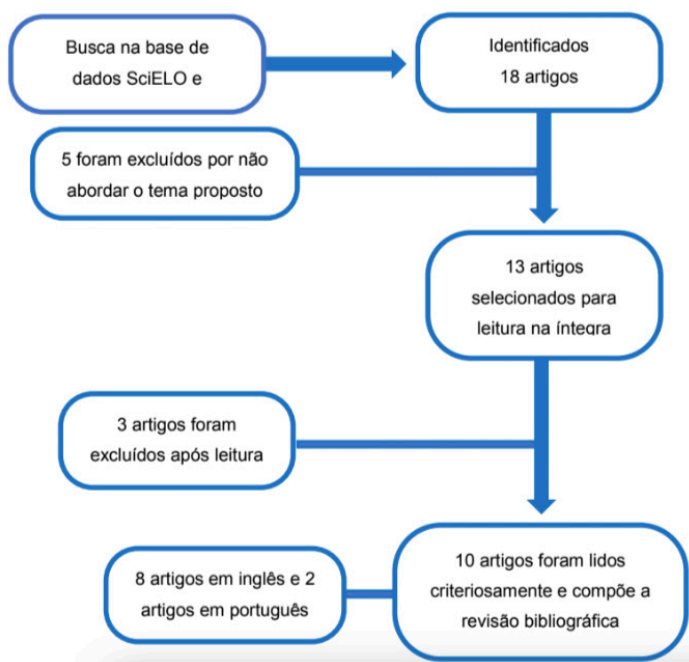 Busca na base de
dados SciELO e
Identificados
18 artigos
5 foram excluídos por não
abordar o tema proposto
13 artigos
selecionados para
leitura na íntegra
3 artigos foram
excluídos após leitura
10 artigos foram lidos
criteriosamente e compõe a
revisão bibliográfica
8 artigos em inglês e 2
artigos em português